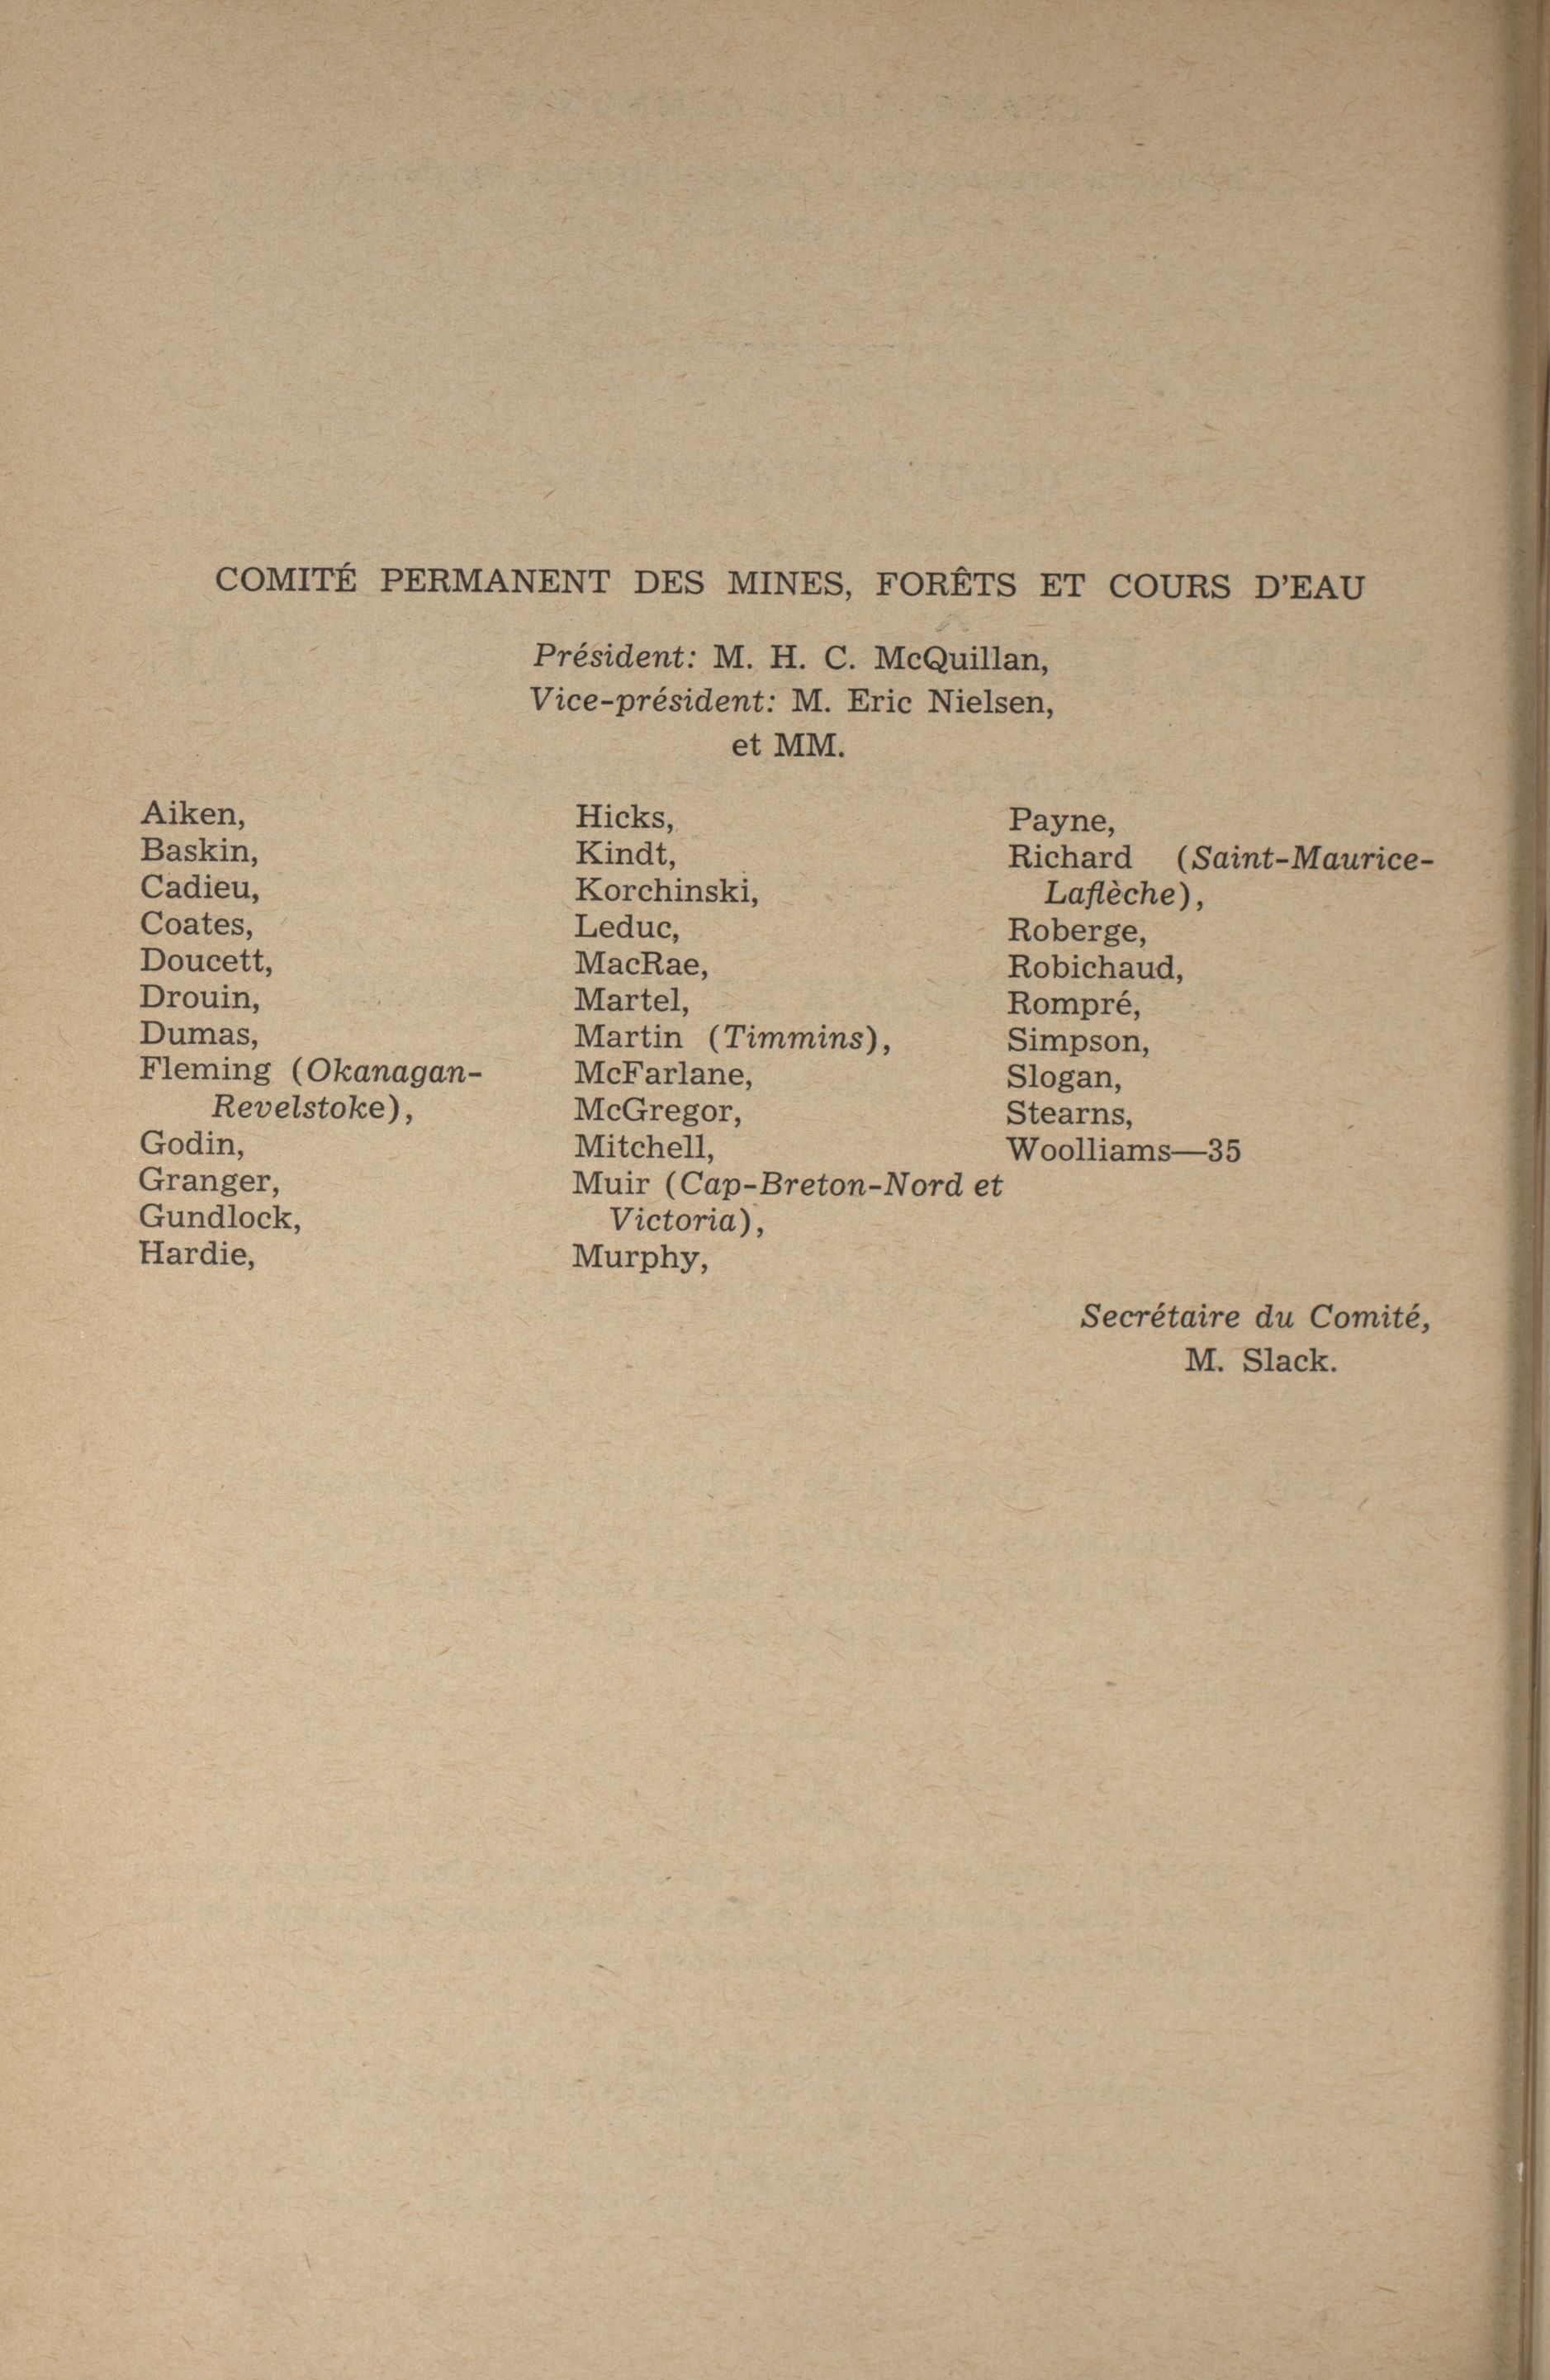 COMITÉ PERMANENT DES MINES, FORÊTS ET COURS D'EAU
Président: M. H. C. McQuillan,
Vice-président: M. Eric Nielsen,
et MM.
Aiken,
Baskin,
Cadieu,
Coates,
Doucett,
Drouin,
Dumas,
Fleming (Okanagan-
Revelstoke),
Godin,
Granger,
Gundlock,
Hardie,
Hicks,
Kindt,
Korchinski,
Leduc,
MacRae,
Martel,
Martin (Timmins),
McFarlane,
McGregor,
Mitchell,
Muir (Cap-Breton-Nord et
Victoria),
Murphy,
Payne,
Richard (Saint-Maurice-
Laflèche),
Roberge,
Robichaud,
Rompré,
Simpson,
Slogan,
Stearns,
Woolliams—35
Secrétaire du Comité,
M. Slack.